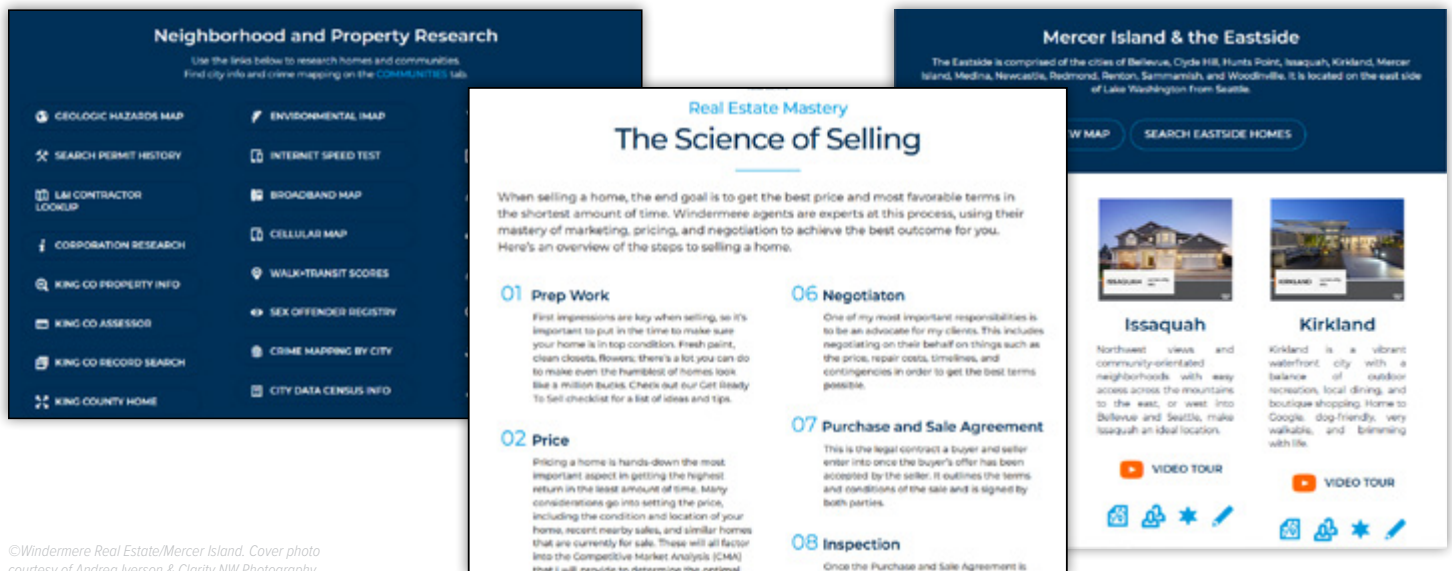 Neighborhood and Property Research
Use the links below to research homes and communities.
Find city info and crime mapping on the COMMUNITIES tab.
GEOLOGIC HAZARDS MAP
SEARCH PERMIT HISTORY
L&I CONTRACTOR
LOOKUP
CORPORATION RESEARCH
KING CO PROPERTY INFO
KING CO ASSESSOR
KING CO RECORD SEARCH
KING COUNTY HOME
ENVIRONMENTAL IMAP
INTERNET SPEED TEST
BROADBAND MAP
CELLULAR MAP
WALK+TRANSIT SCORES
SEX OFFENDER REGISTRY
CRIME MAPPING BY CITY
CITY DATA CENSUS INFO
Real Estate Mastery
The Science of Selling
When selling a home, the end goal is to get the best price and most favorable terms in
the shortest amount of time. Windermere agents are experts at this process, using their
mastery of marketing, pricing, and negotiation to achieve the best outcome for you.
Here's an overview of the steps to selling a home.
01 Prep Work
First impressions are key when selling, so it's
important to put in the time to make sure
your home is in top condition. Fresh paint,
clean closets, flowers; there's a lot you can do
to make even the humblest of homes look
like a million bucks. Check out our Get Ready
To Sell checklist for a list of ideas and tips.
02 Price
Pricing a home is hands-down the most
important aspect in getting the highest
return in the least amount of time. Many
considerations go into setting the price,
including the condition and location of your
home, recent nearby sales, and similar homes
that are currently for sale. These will all factor
into the Competitive Market Analysis (CMA)
that I will provide to determine the optimal
06 Negotiaton
One of my most important responsibilities is
to be an advocate for my clients. This includes
negotiating on their behalf on things such as
the price, repair costs, timelines, and
contingencies in order to get the best terms
possible.
07 Purchase and Sale Agreement
This is the legal contract a buyer and seller
enter into once the buyer's offer has been
accepted by the seller. It outlines the terms
and conditions of the sale and is signed by
both parties.
08 Inspection
Once the Purchase and Sale Agreement is
Mercer Island & the Eastside
The Eastside is comprised of the cities of Bellevue, Clyde Hill, Hunts Point, Issaquah, Kirkland, Mercer
Island, Medina, Newcastle, Redmond, Renton, Sammamish, and Woodinville. It is located on the east side
of Lake Washington from Seattle.
W MAP
SEARCH EASTSIDE HOMES
ISSAQUAH
Issaquah
Northwest views and
community-orientated
neighborhoods with easy
access across the mountains
to the east, or west into
Bellevue and Seattle, make
Issaquah an ideal location.
VIDEO TOUR
KIRKLAND
Kirkland
Kirkland is a vibrant
waterfront city with a
balance of outdoor
recreation, local dining, and
boutique shopping. Home to
Google, dog-friendly, very
walkable, and brimming
with life.
VIDEO TOUR
©Windermere Real Estate/Mercer Island. Cover photo
courtesy of Andrea Iverson & Clarity NW Photography